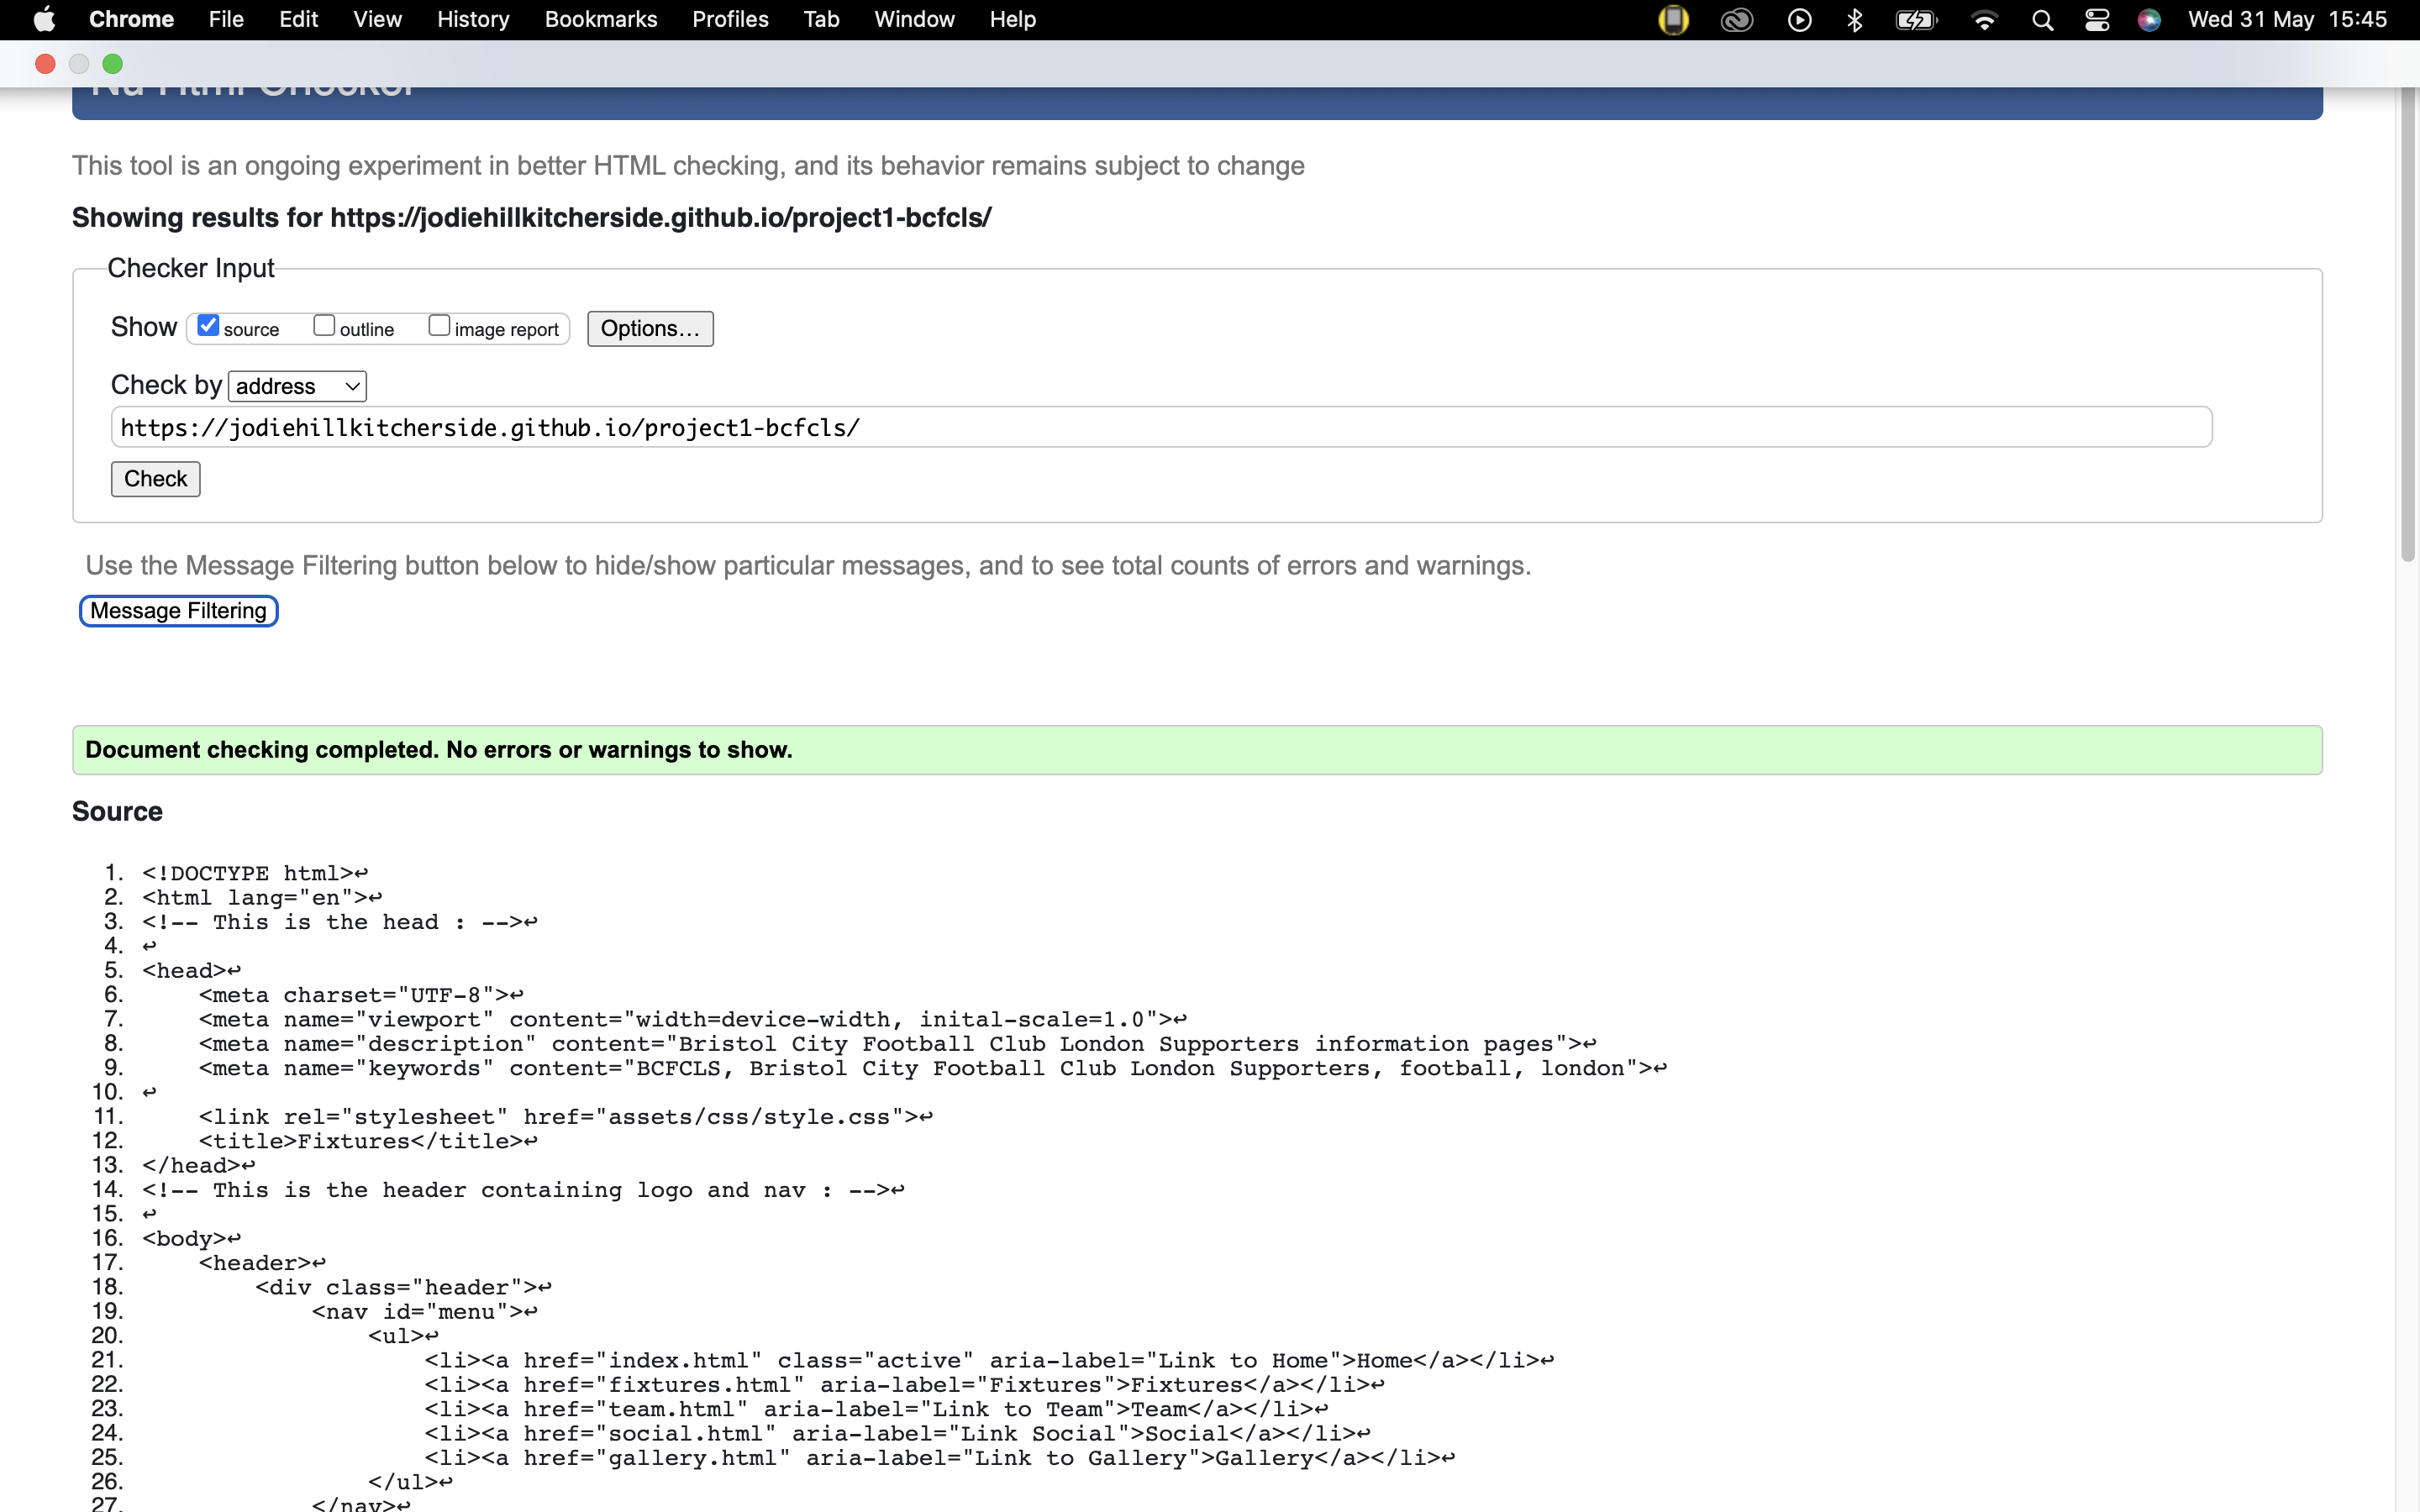 Chrome File Edit View History Bookmarks Profiles Tab Window Help Wed 31 May 15:45
Nu Html Checker
This tool is an ongoing experiment in better HTML checking, and its behavior remains subject to change
Showing results for https://jodiehillkitcherside.github.io/project1-bcfcls/
Checker Input
Show source outline image report Options...
Check by address
https://jodiehillkitcherside.github.io/project1-bcfcls/
Check
Use the Message Filtering button below to hide/show particular messages, and to see total counts of errors and warnings.
Message Filtering
Document checking completed. No errors or warnings to show.
Source
1. <!DOCTYPE html>↩
2. <html lang="en">↩
3. <!-- This is the head : -->↩
4. ↩
5. <head>↩
6. <meta charset="UTF-8">↩
7. <meta name="viewport" content="width=device-width, inital-scale=1.0">↩
8. <meta name="description" content="Bristol City Football Club London Supporters information pages">↩
9. <meta name="keywords" content="BCFCLS, Bristol City Football Club London Supporters, football, london">↩
10. ↩
11. <link rel="stylesheet" href="assets/css/style.css">↩
12. <title>Fixtures</title>↩
13. </head>↩
14. <!-- This is the header containing logo and nav : -->↩
15. ↩
16. <body>↩
17. <header>↩
18. <div class="header">↩
19. <nav id="menu">↩
20. <ul>↩
21. <li><a href="index.html" class="active" aria-label="Link to Home">Home</a></li>↩
22. <li><a href="fixtures.html" aria-label="Fixtures">Fixtures</a></li>↩
23. <li><a href="team.html" aria-label="Link to Team">Team</a></li>↩
24. <li><a href="social.html" aria-label="Link Social">Social</a></li>↩
25. <li><a href="gallery.html" aria-label="Link to Gallery">Gallery</a></li>↩
26. </ul>↩
27. </nav>↩